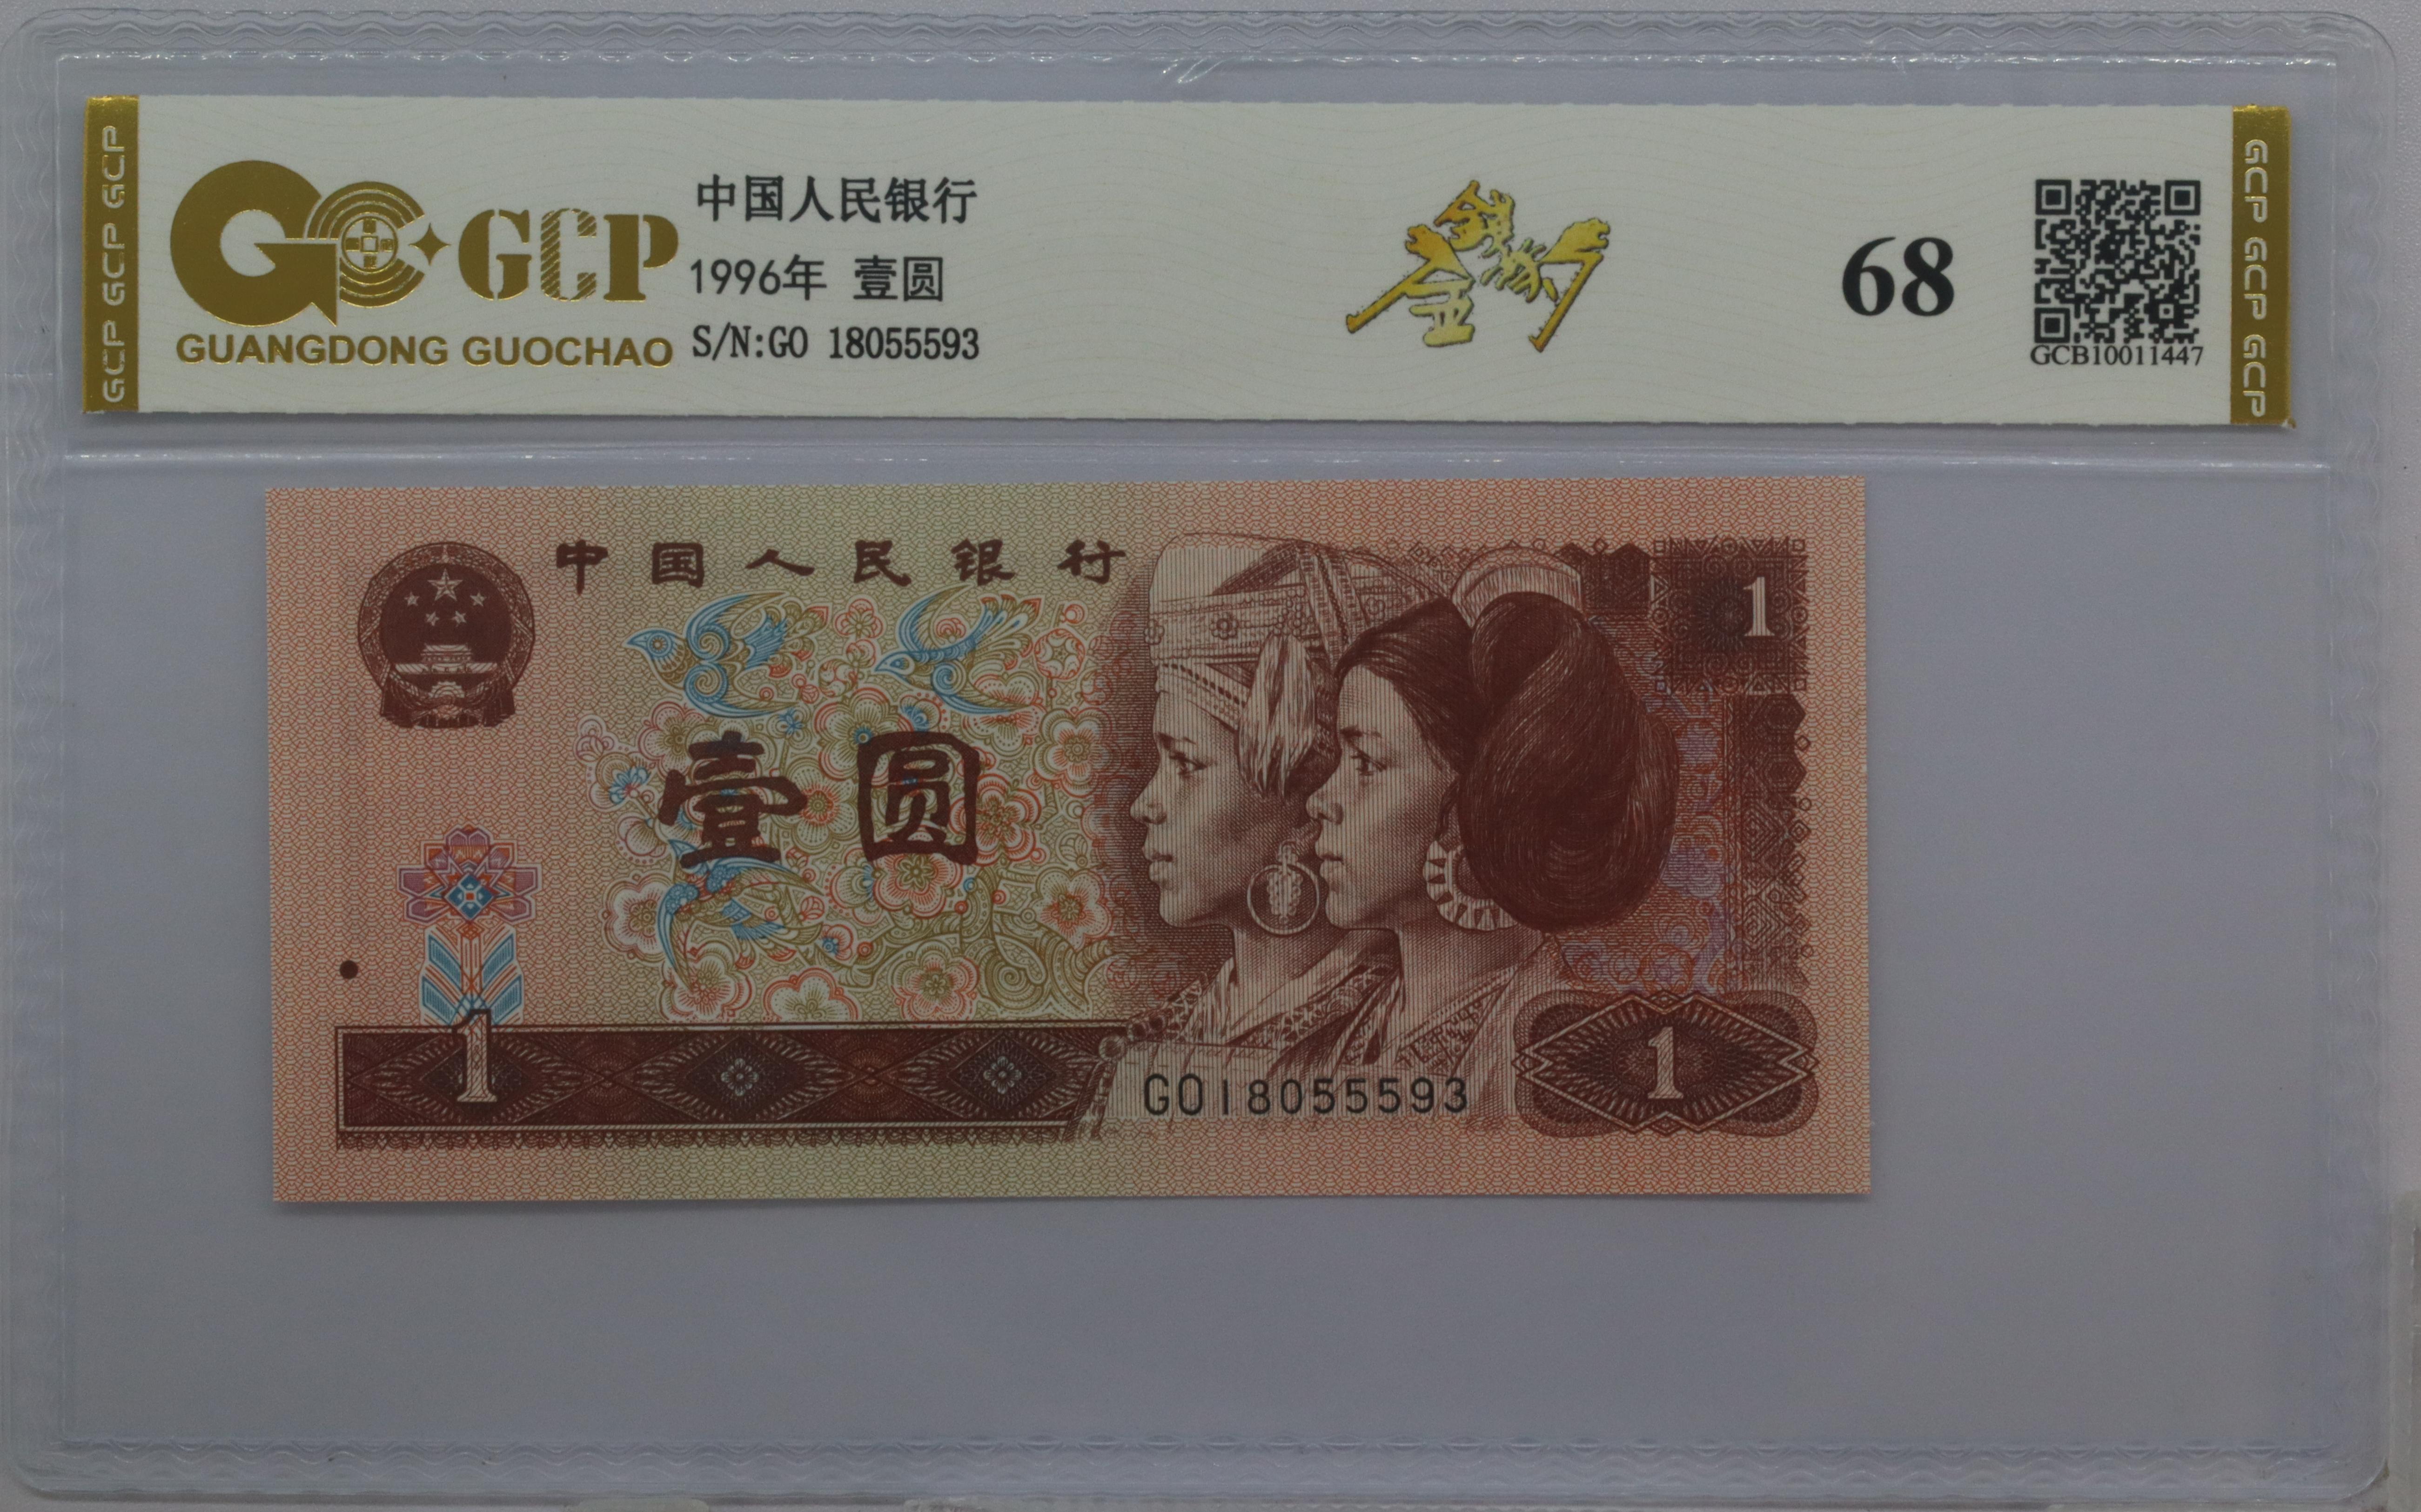 GCP GCP GCP
GCP
GUANGDONG GUOCHAO
中国人民银行
1996年 壹圆
S/N:GO 18055593
68
GCB10011447
GCP GCP GCP
中国人民银行
1
壹圆
1
GO18055593
1